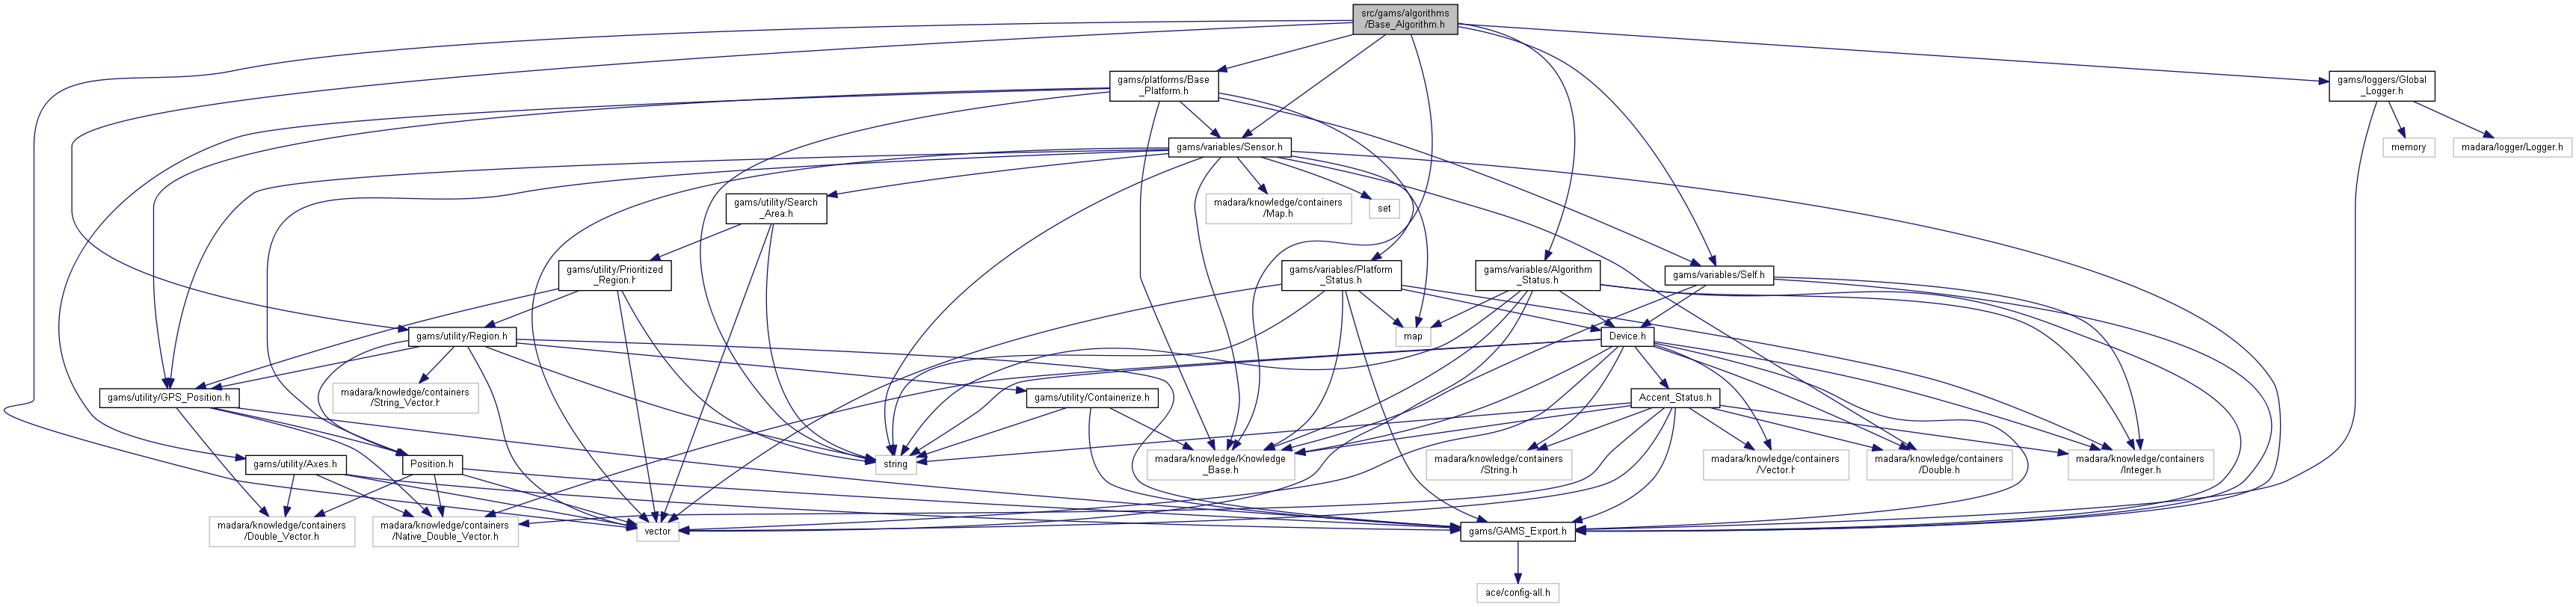 src/gams/algorithms
/Base_Algorithm.h
gams/platforms/Base
_Platform.h
gams/loggers/Global
_Logger.h
gams/variables/Sensor.h
memory
madara/logger/Logger.h
gams/utility/Search
_Area.h
madara/knowledge/containers
/Map.h
set
gams/utility/Prioritized
_Region.h
gams/variables/Platform
_Status.h
gams/variables/Algorithm
_Status.h
gams/variables/Self.h
gams/utility/Region.h
map
Device.h
gams/utility/GPS_Position.h
madara/knowledge/containers
/String_Vector.h
gams/utility/Containerize.h
Accent_Status.h
gams/utility/Axes.h
Position.h
string
madara/knowledge/Knowledge
_Base.h
madara/knowledge/containers
/String.h
madara/knowledge/containers
/Vector.h
madara/knowledge/containers
/Double.h
madara/knowledge/containers
/Integer.h
madara/knowledge/containers
/Double_Vector.h
madara/knowledge/containers
/Native_Double_Vector.h
vector
gams/GAMS_Export.h
ace/config-all.h